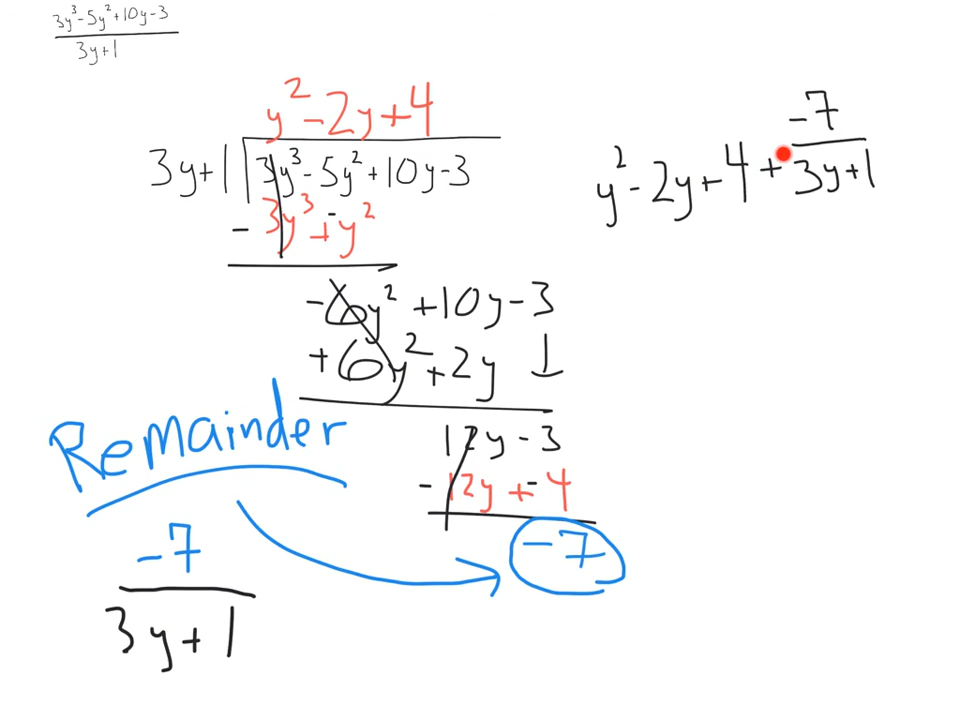 3y³-5y²+10y-3
3y+1
y²-2y+4
3y+1 3y³-5y²+10y-3
- 3y³+y²
-6y²+10y-3
+6y²+2y ↓
12y-3
- 12y+-4
-7
Remainder
-7
3y+1
-7
y²-2y+4+ 3y+1